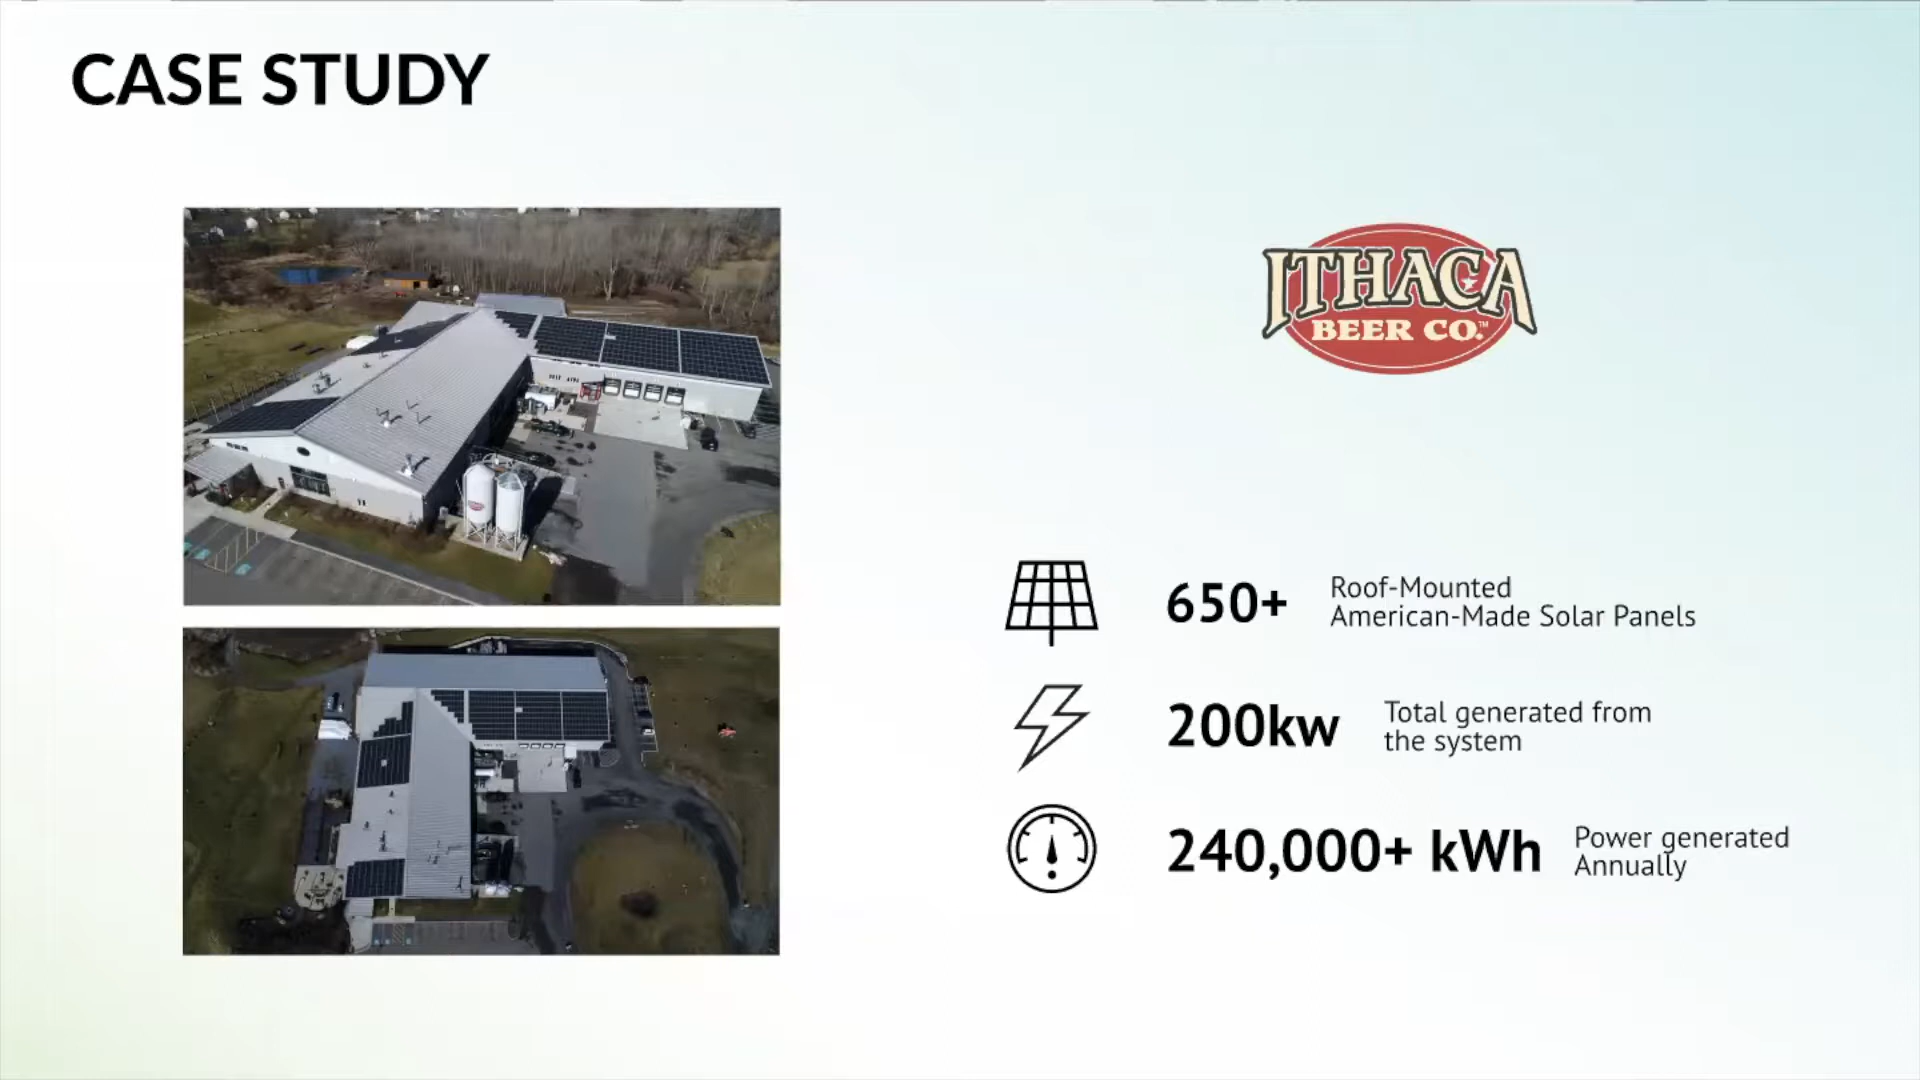 CASE STUDY
ITHACA
BEER CO.™
650+
Roof-Mounted
American-Made Solar Panels
200kw
Total generated from
the system
240,000+ kWh
Power generated
Annually